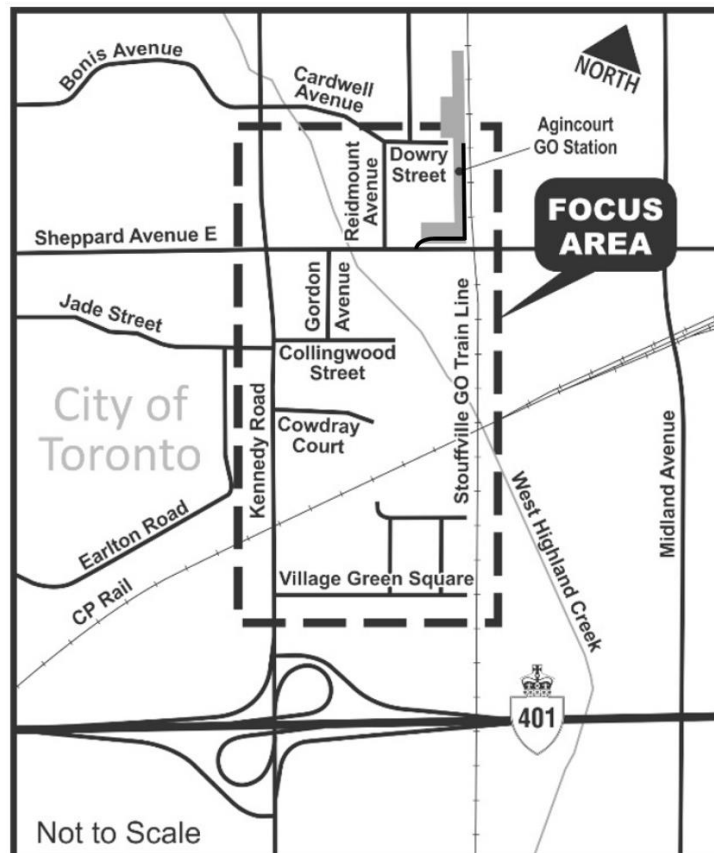 Bonis Avenue
Cardwell
Avenue
NORTH
Agincourt
GO Station
Dowry
Street
Reidmount
Avenue
FOCUS
AREA
Sheppard Avenue E
Gordon
Avenue
Jade Street
Collingwood
Street
City of
Toronto
Kennedy Road
Cowdray
Court
Stouffville GO Train Line
Midland Avenue
West Highland Creek
Earlton Road
CP Rail
Village Green Square
401
Not to Scale